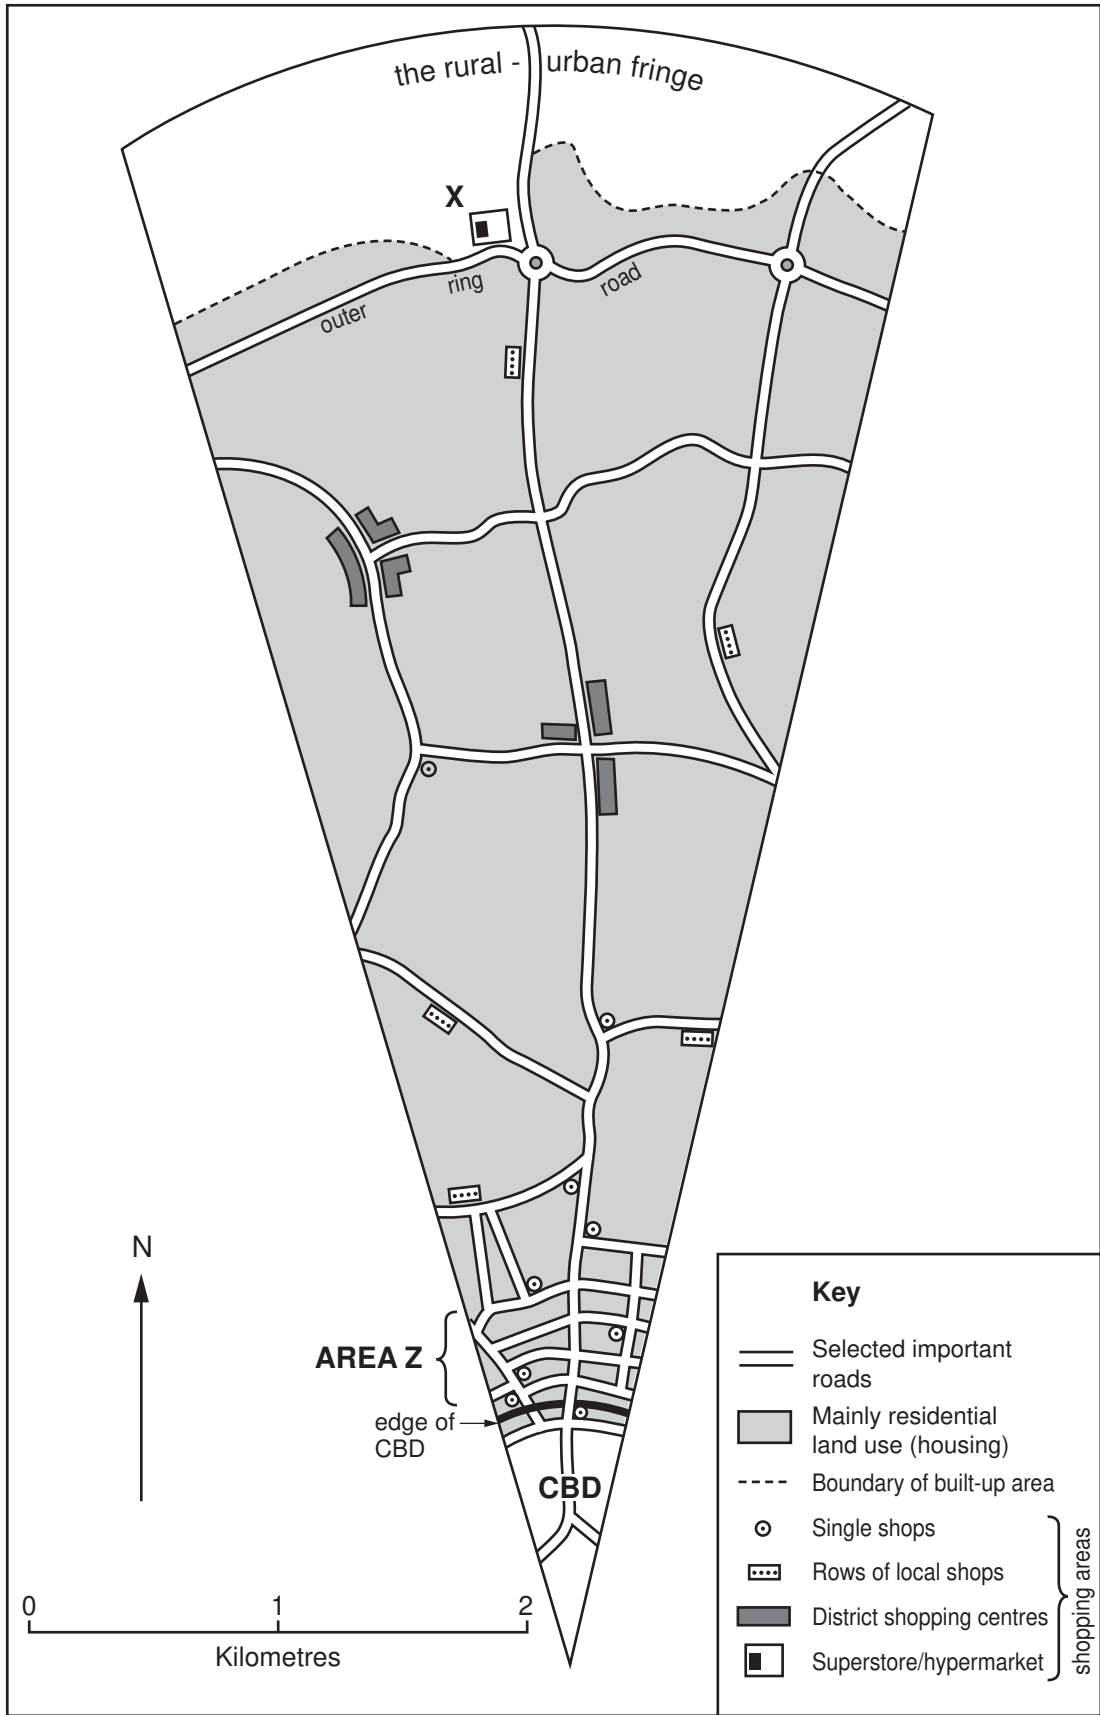 the rural - urban fringe
X
outer ring road
N
AREA Z
edge of
CBD
CBD
0 1 2
Kilometres
Key
Selected important
roads
Mainly residential
land use (housing)
Boundary of built-up area
Single shops
Rows of local shops
District shopping centres
Superstore/hypermarket
shopping areas